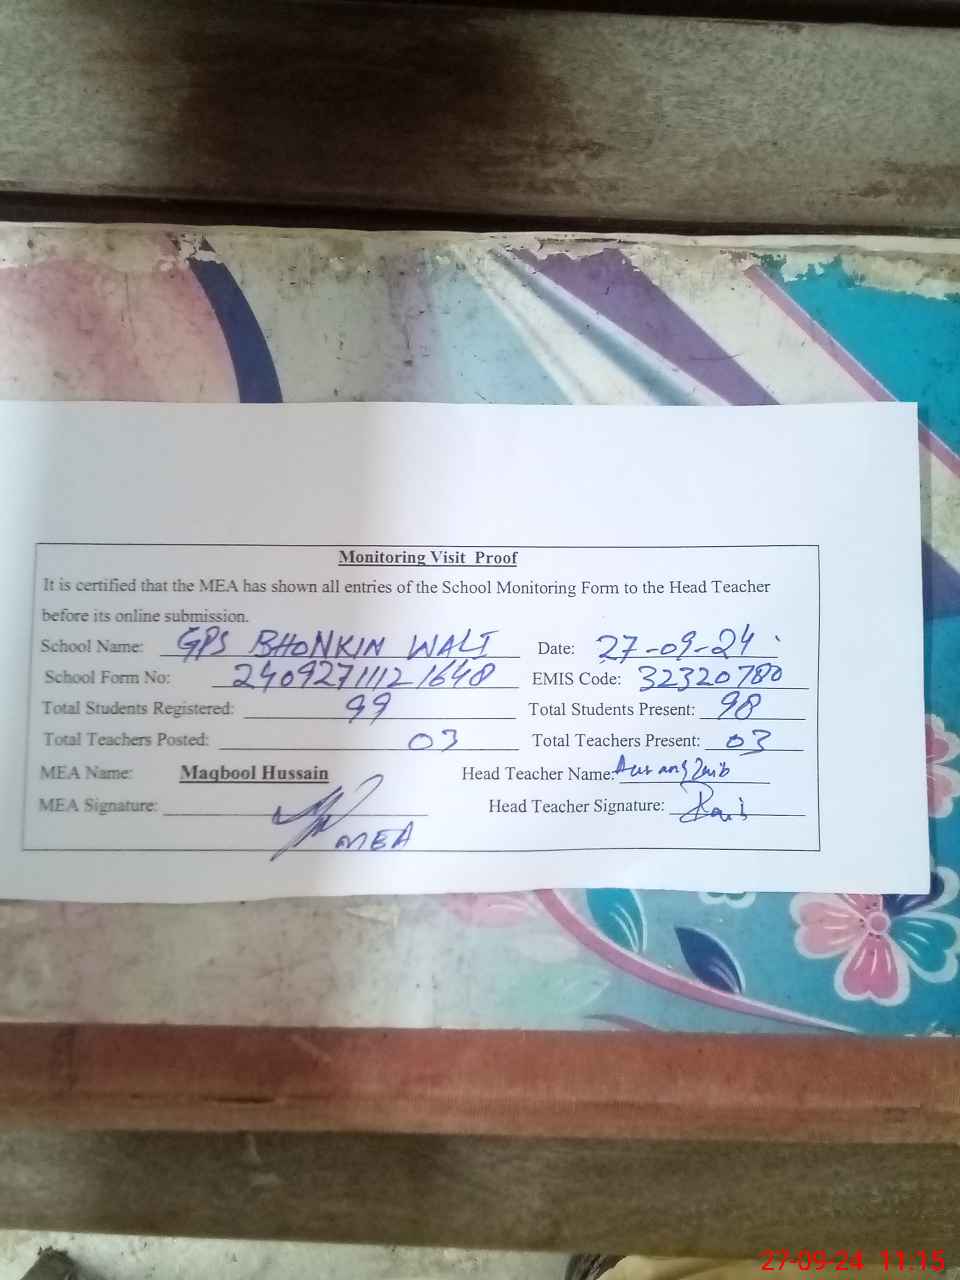 Monitoring Visit Proof
It is certified that the MEA has shown all entries of the School Monitoring Form to the Head Teacher
before its online submission.
School Name: GPS BHONKIN WALI Date: 27-09-24
School Form No: 24092711121648 EMIS Code: 32320780
Total Students Registered: 99 Total Students Present: 98
Total Teachers Posted: 03 Total Teachers Present: 03
MEA Name: Maqbool Hussain Head Teacher Name: Aurangzaib
MEA Signature: Head Teacher Signature:
MEA
27-09-24 11:15